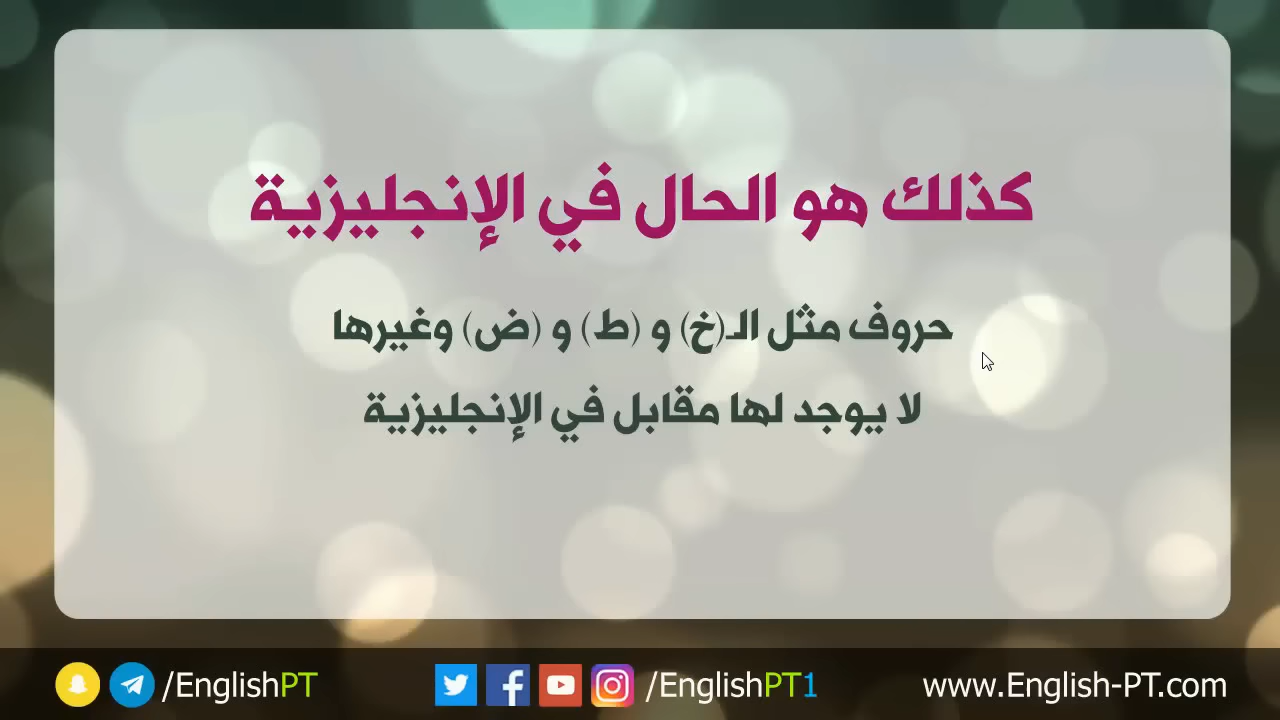 كذلك هو الحال في الإنجليزية
حروف مثل الـ(خ) و (ط) و (ض) وغيرها
لا يوجد لها مقابل في الإنجليزية
/EnglishPT
/EnglishPT1
www.English-PT.com